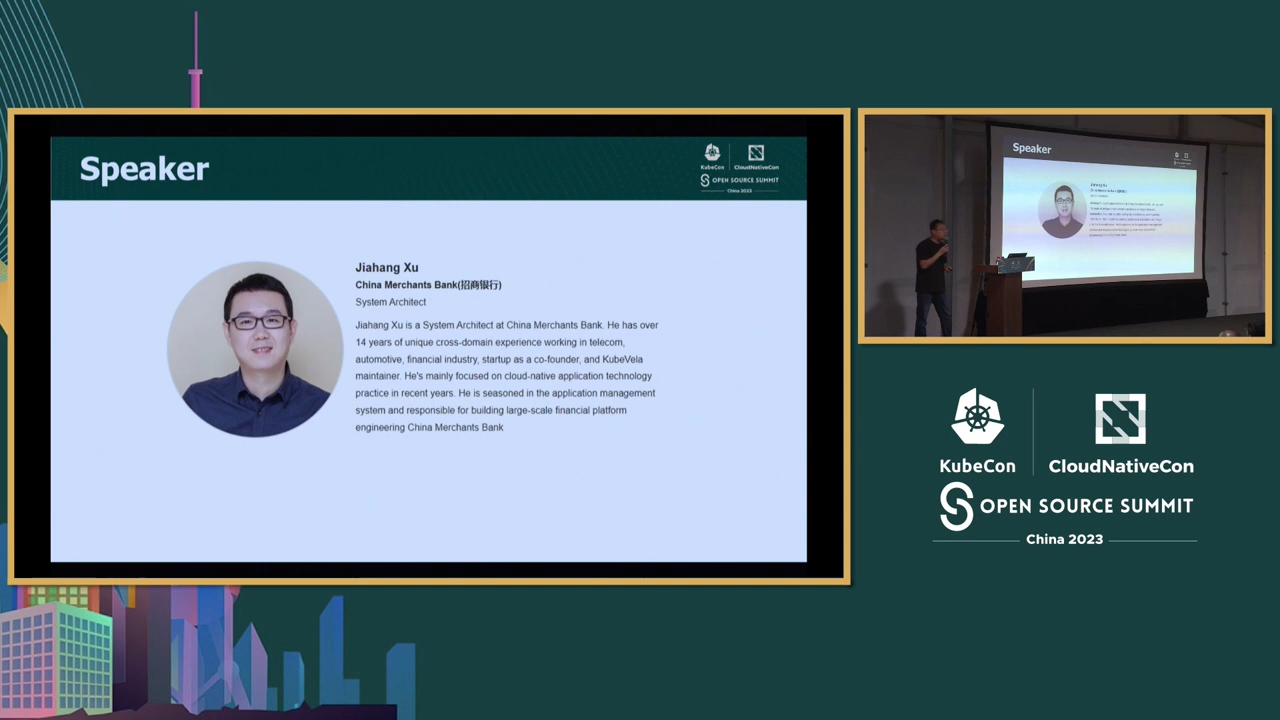 Speaker
KubeCon
CloudNativeCon
OPEN SOURCE SUMMIT
China 2023
Jiahang Xu
China Merchants Bank(招商银行)
System Architect
Jiahang Xu is a System Architect at China Merchants Bank. He has over
14 years of unique cross-domain experience working in telecom,
automotive, financial industry, startup as a co-founder, and KubeVela
maintainer. He's mainly focused on cloud-native application technology
practice in recent years. He is seasoned in the application management
system and responsible for building large-scale financial platform
engineering China Merchants Bank
Speaker
KubeCon
CloudNativeCon
OPEN SOURCE SUMMIT
China 2023